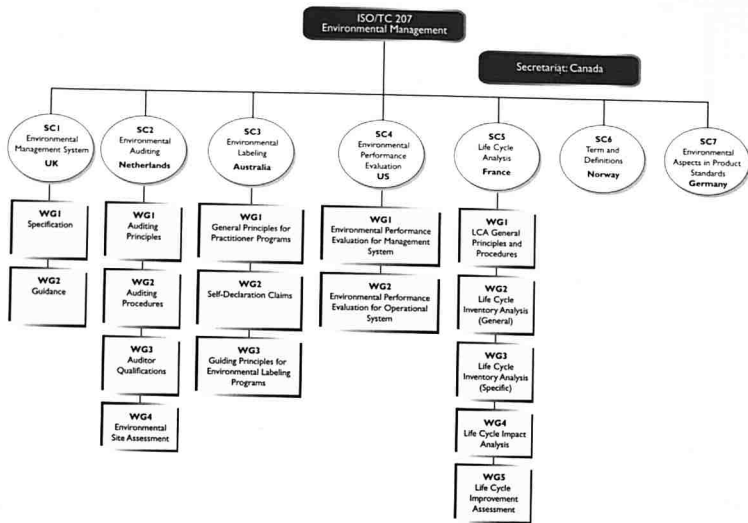 ISO/TC 207
Environmental Management
Secretariat: Canada
SC1
Environmental
Management System
UK
SC2
Environmental
Auditing
Netherlands
SC3
Environmental
Labeling
Australia
SC4
Environmental
Performance
Evaluation
US
SC5
Life Cycle
Analysis
France
SC6
Term and
Definitions
Norway
SC7
Environmental
Aspects in Product
Standards
Germany
WG1
Specification
WG2
Guidance
WG1
Auditing
Principles
WG2
Auditing
Procedures
WG3
Auditor
Qualifications
WG4
Environmental
Site Assessment
WG1
General Principles for
Practitioner Programs
WG2
Self-Declaration Claims
WG3
Guiding Principles for
Environmental Labeling
Programs
WG1
Environmental Performance
Evaluation for Management
System
WG2
Environmental Performance
Evaluation for Operational
System
WG1
LCA General
Principles and
Procedures
WG2
Life Cycle
Inventory Analysis
(General)
WG3
Life Cycle
Inventory Analysis
(Specific)
WG4
Life Cycle Impact
Analysis
WG5
Life Cycle
Improvement
Assessment